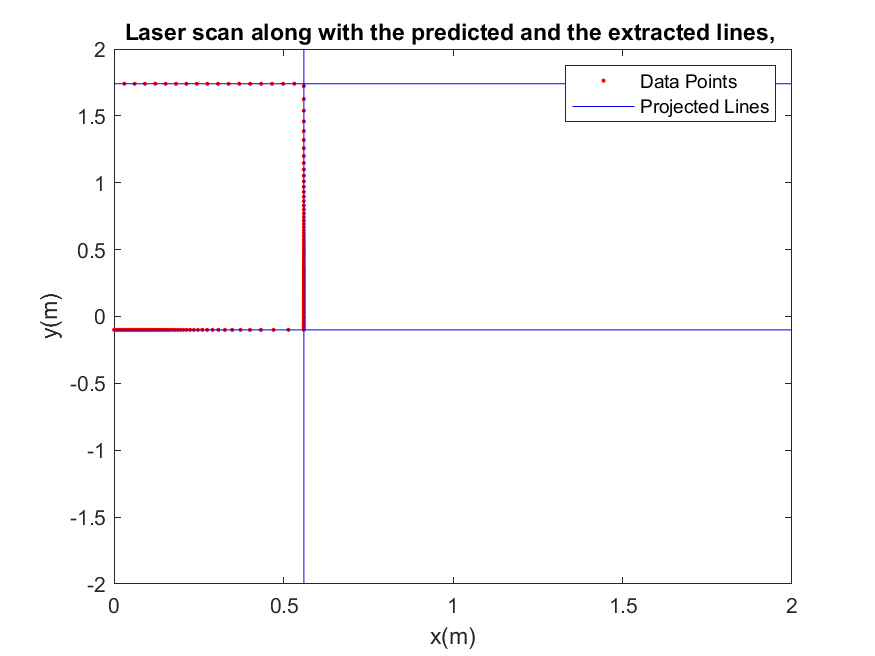 Laser scan along with the predicted and the extracted lines,
2
1.5
1
0.5
0
-0.5
-1
-1.5
-2
y(m)
Data Points
Projected Lines
0
0.5
1
1.5
2
x(m)